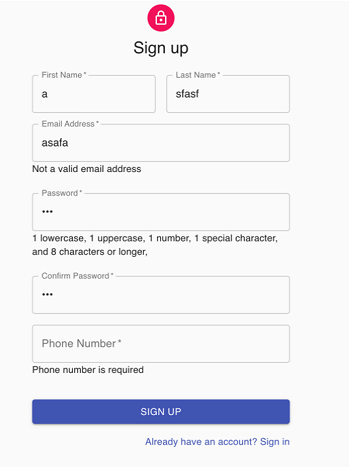 Sign up
First Name *
Last Name *
a
sfasf
Email Address *
asafa
Not a valid email address
Password *
•••
1 lowercase, 1 uppercase, 1 number, 1 special character,
and 8 characters or longer,
Confirm Password *
•••
Phone Number *
Phone number is required
SIGN UP
Already have an account? Sign in